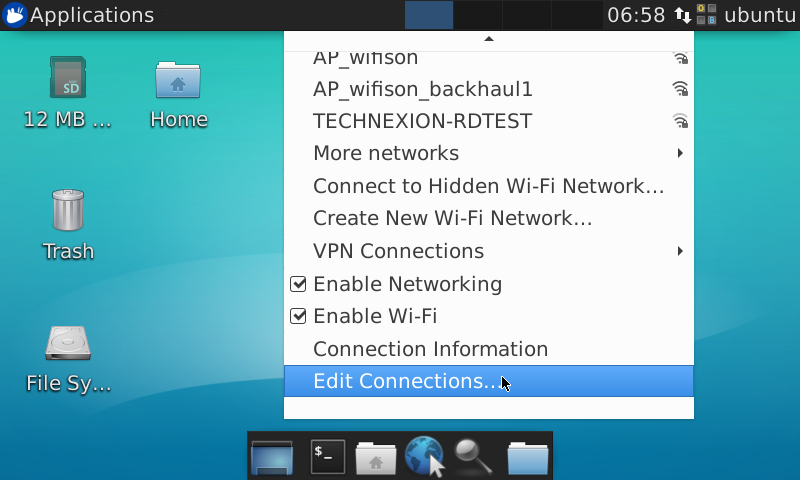 Applications
06:58
ubuntu
12 MB ...
Home
Trash
File Sy...
AP_wifison
AP_wifison_backhaul1
TECHNEXION-RDTEST
More networks
Connect to Hidden Wi-Fi Network...
Create New Wi-Fi Network...
VPN Connections
Enable Networking
Enable Wi-Fi
Connection Information
Edit Connections...
SD
$_